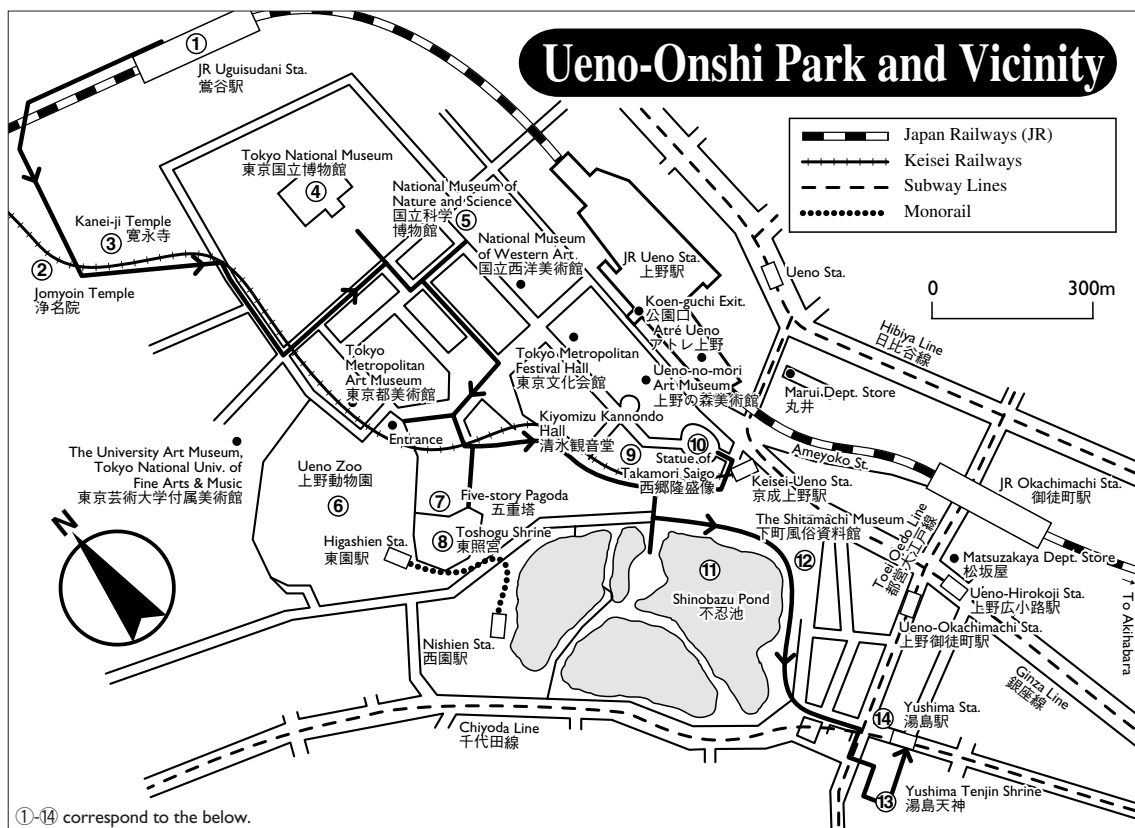 Ueno-Onshi Park and Vicinity
①
JR Uguisudani Sta.
鶯谷駅
Japan Railways (JR)
Keisei Railways
Subway Lines
Monorail
0
300m
Tokyo National Museum
東京国立博物館
④
National Museum of
Nature and Science
国立科学
博物館
⑤
Kanei-ji Temple
③
寛永寺
②
Jomyoin Temple
浄名院
National Museum
of Western Art.
国立西洋美術館
JR Ueno Sta.
上野駅
Ueno Sta.
Koen-guchi Exit.
公園口
Atré Ueno
アトレ上野
Hibiya Line
日比谷線
Tokyo
Metropolitan
Art Museum
東京都美術館
Tokyo Metropolitan
Festival Hall
東京文化会館
Ueno-no-mori
Art Museum
上野の森美術館
Marui Dept. Store
丸井
Entrance
Kiyomizu Kannondo
Hall
清水観音堂
⑨
⑩
Statue of
Takamori Saigo
西郷隆盛像
Ameyoko St.
Keisei-Ueno Sta.
京成上野駅
JR Okachimachi Sta.
御徒町駅
The University Art Museum,
Tokyo National Univ. of
Fine Arts & Music
東京芸術大学付属美術館
Ueno Zoo
上野動物園
⑥
⑦
Five-story Pagoda
五重塔
⑧
Toshogu Shrine
東照宮
Higashien Sta.
東園駅
The Shitamachi Museum
下町風俗資料館
⑫
Toei Oedo Line
都営大江戸線
Matsuzakaya Dept. Store
松坂屋
Ueno-Hirokoji Sta.
上野広小路駅
→ To Akihabara
⑪
Shinobazu Pond
不忍池
Ueno-Okachimachi Sta.
上野御徒町駅
Nishien Sta.
西園駅
Ginza Line
銀座線
Chiyoda Line
千代田線
⑭
Yushima Sta.
湯島駅
⑬
Yushima Tenjin Shrine
湯島天神
N
①-⑭ correspond to the below.